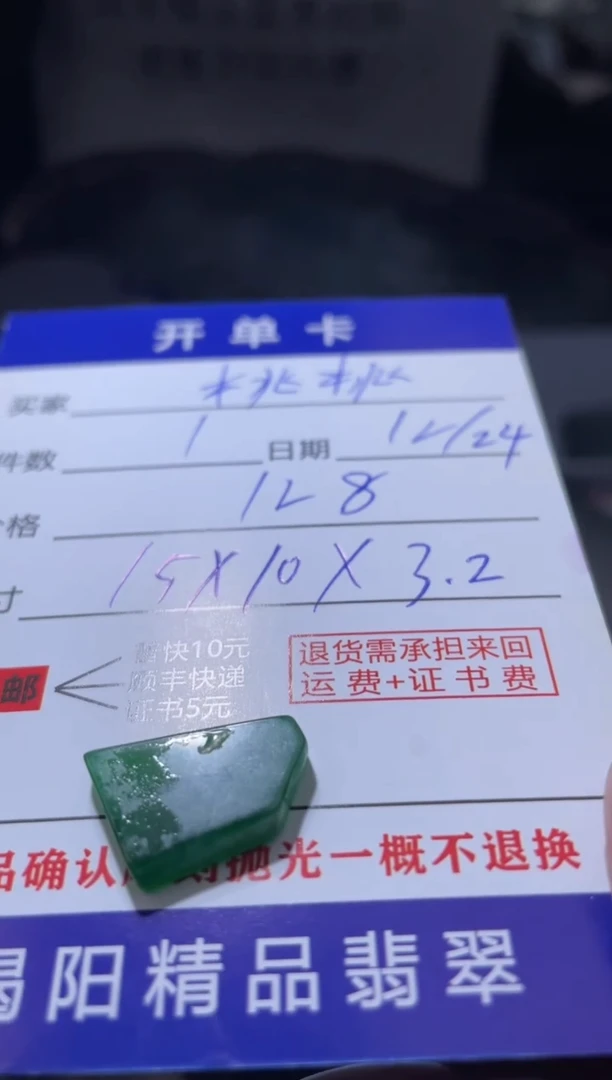 开单卡
买家 桃桃
件数 1 日期 12/24
格 128
寸 15X10X3.2
邮
快10元
顺丰快递
证书5元
退货需承担来回
运费+证书费
品确认 抛光一概不退换
揭阳精品翡翠